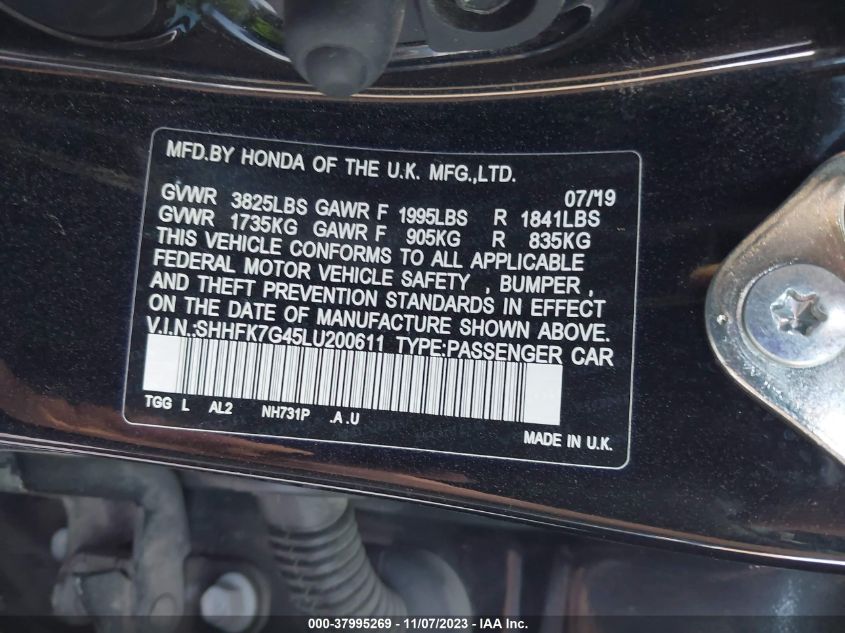 MFD.BY HONDA OF THE U.K. MFG.,LTD.
07/'19
GVWR 3825LBS GAWR F 1995LBS R 1841LBS
GVWR 1735KG GAWR F 905KG R 835KG
THIS VEHICLE CONFORMS TO ALL APPLICABLE
FEDERAL MOTOR VEHICLE SAFETY , BUMPER ,
AND THEFT PREVENTION STANDARDS IN EFFECT
ON THE DATE OF MANUFACTURE SHOWN ABOVE.
V.I.N.:SHHFK7G45LU200611 TYPE:PASSENGER CAR
TGG L AL2 NH731P .A .U
MADE IN U.K.
000-37995269 | 11/07/2023 - IAA Inc.